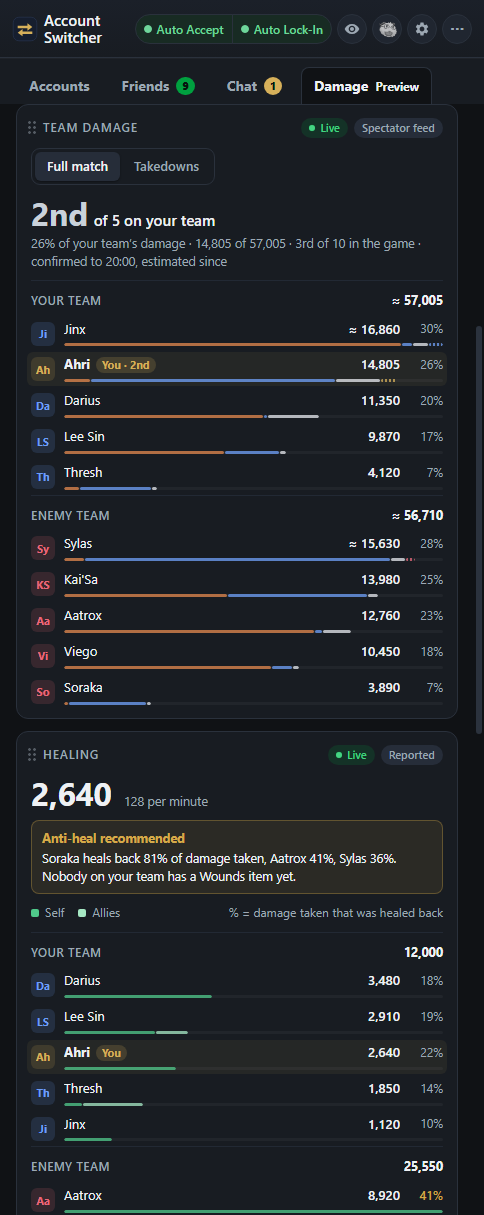 Account Switcher
Auto Accept
Auto Lock-In
Accounts
Friends 9
Chat 1
Damage Preview
TEAM DAMAGE
Live
Spectator feed
Full match
Takedowns
2nd of 5 on your team
26% of your team's damage · 14,805 of 57,005 · 3rd of 10 in the game ·
confirmed to 20:00, estimated since
YOUR TEAM ≈ 57,005
Ji Jinx ≈ 16,860 30%
Ah Ahri You · 2nd 14,805 26%
Da Darius 11,350 20%
LS Lee Sin 9,870 17%
Th Thresh 4,120 7%
ENEMY TEAM ≈ 56,710
Sy Sylas ≈ 15,630 28%
KS Kai'Sa 13,980 25%
Aa Aatrox 12,760 23%
Vi Viego 10,450 18%
So Soraka 3,890 7%
HEALING
Live
Reported
2,640 128 per minute
Anti-heal recommended
Soraka heals back 81% of damage taken, Aatrox 41%, Sylas 36%.
Nobody on your team has a Wounds item yet.
Self Allies % = damage taken that was healed back
YOUR TEAM 12,000
Da Darius 3,480 18%
LS Lee Sin 2,910 19%
Ah Ahri You 2,640 22%
Th Thresh 1,850 14%
Ji Jinx 1,120 10%
ENEMY TEAM 25,550
Aa Aatrox 8,920 41%